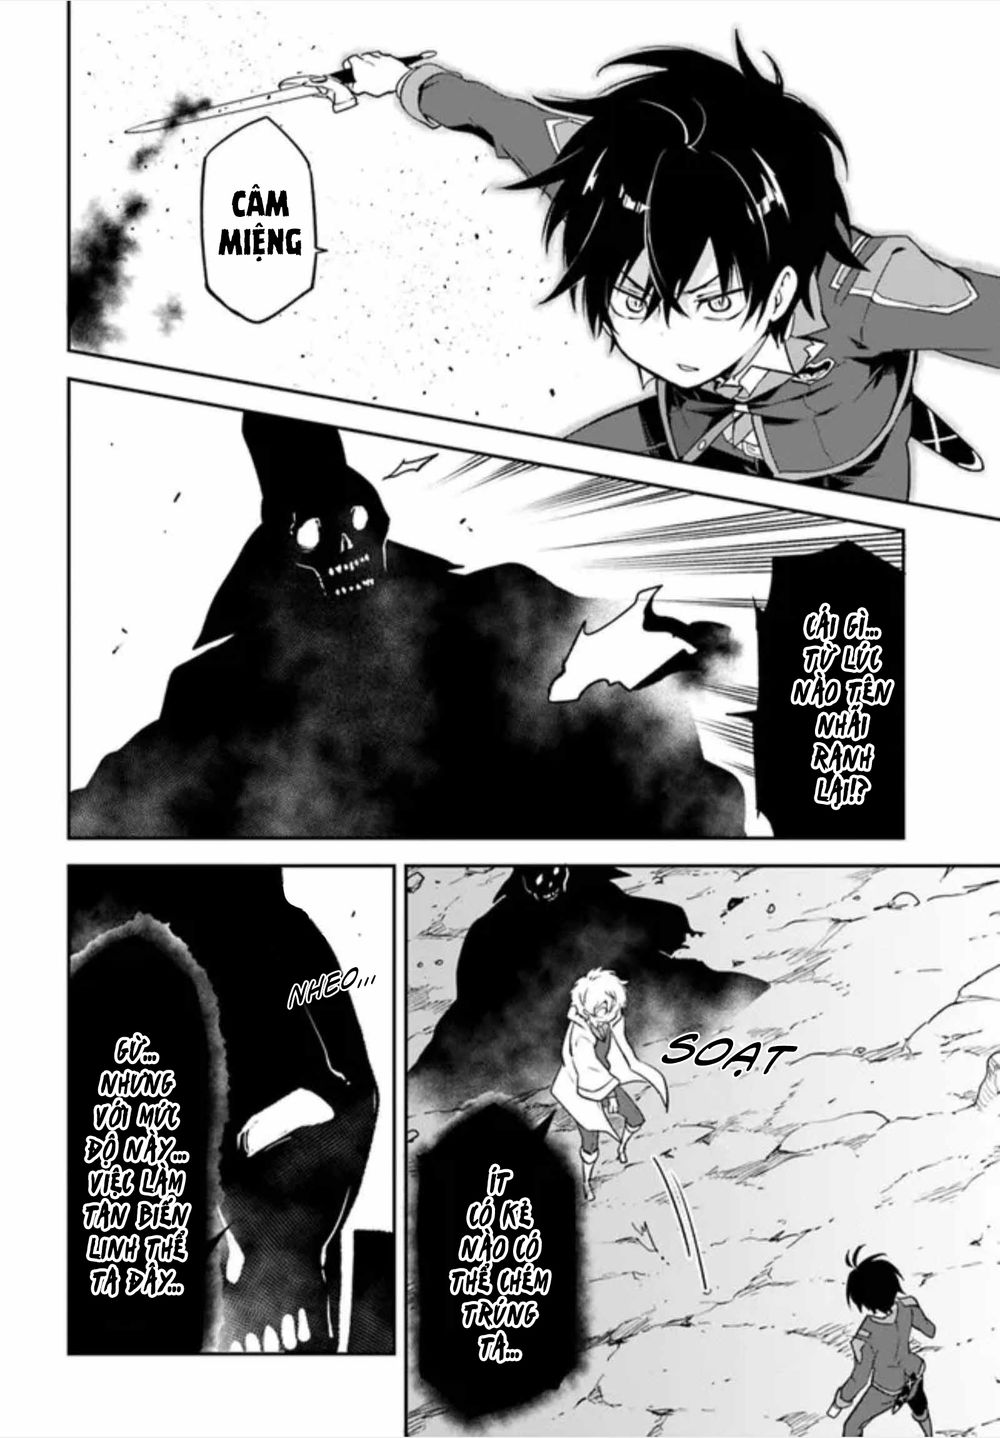 CÂM
MIỆNG
CÁI GÌ...
TỪ LÚC
NÀO TÊN
NHÃI
RANH
LẠI!?
SOẠT
ÍT
CÓ KẺ
NÀO CÓ
THỂ CHÉM
TRÚNG
TA...
NHEO...
GỪ...
NHƯNG
VỚI MỨC
ĐỘ NÀY...
VIỆC LÀM
TAN BIẾN
LINH THỂ
TA ĐÂY...